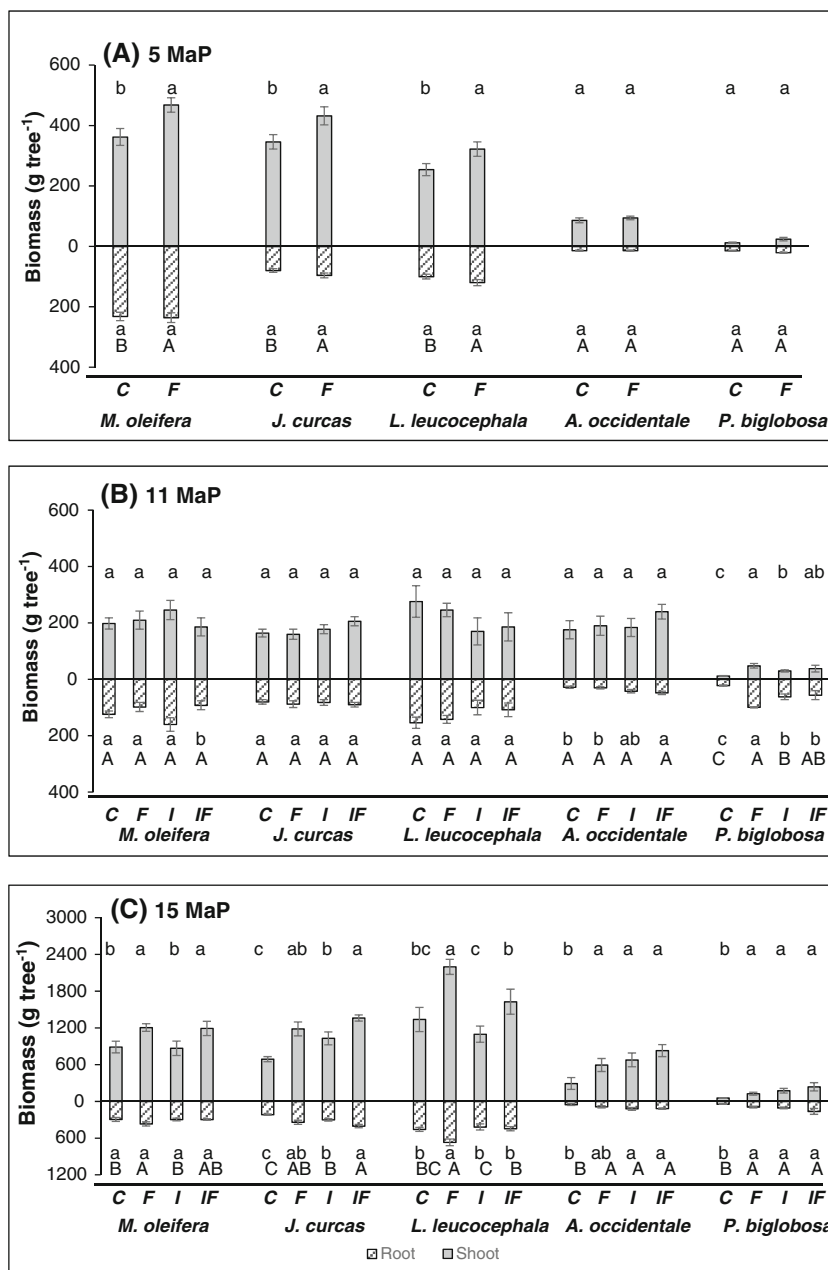 (A) 5 MaP
Biomass (g tree-1)
600
400
200
0
200
400
b a b a b a a a a a
a a a a a a a a a a
B A B A B A A A A A
C F C F C F C F C F
M. oleifera J. curcas L. leucocephala A. occidentale P. biglobosa
(B) 11 MaP
Biomass (g tree-1)
600
400
200
0
200
400
a a a a a a a a a a a a a a a a c a b ab
a a a b a a a a a a a a b b ab a c a b b
A A A A A A A A A A A A A A A A C A B AB
C F I IF C F I IF C F I IF C F I IF C F I IF
M. oleifera J. curcas L. leucocephala A. occidentale P. biglobosa
(C) 15 MaP
Biomass (g tree-1)
3000
2400
1800
1200
600
0
600
1200
b a b a c ab b a bc a c b b a a a b a a a
a a a a c ab b a b a b b b ab a a b a a a
B A B AB C AB B A BC A C B B A A A B A A A
C F I IF C F I IF C F I IF C F I IF C F I IF
M. oleifera J. curcas L. leucocephala A. occidentale P. biglobosa
Root Shoot